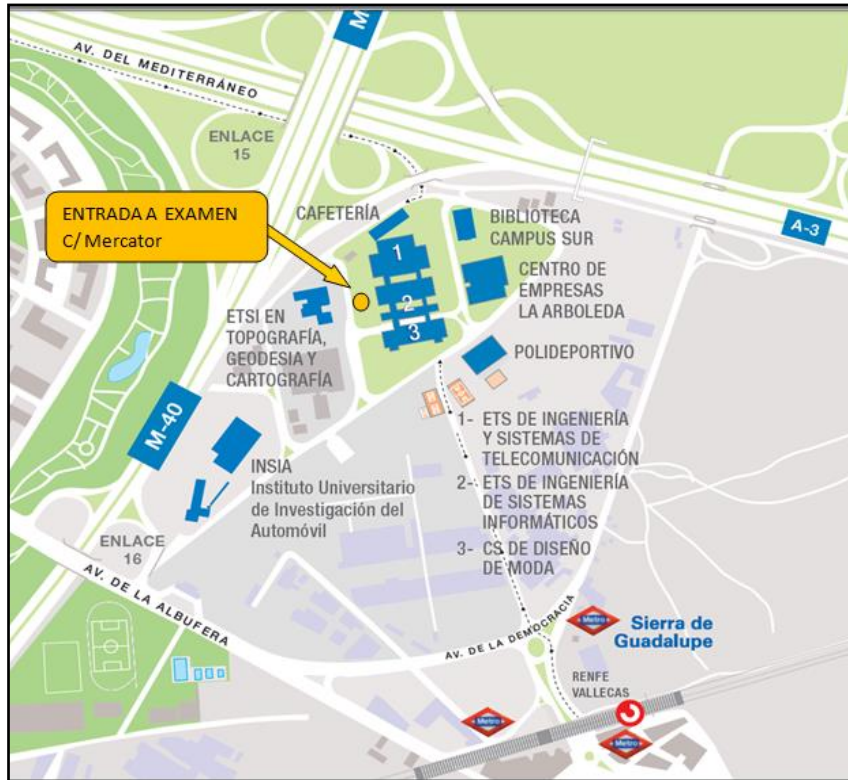 M
AV. DEL MEDITERRÁNEO
ENLACE
15
ENTRADA A EXAMEN
C/ Mercator
CAFETERÍA
BIBLIOTECA
CAMPUS SUR
A-3
1
2
3
CENTRO DE
EMPRESAS
LA ARBOLEDA
ETSI EN
TOPOGRAFÍA,
GEODESIA Y
CARTOGRAFÍA
POLIDEPORTIVO
M-40
1- ETS DE INGENIERÍA
Y SISTEMAS DE
TELECOMUNICACIÓN
2- ETS DE INGENIERÍA
DE SISTEMAS
INFORMÁTICOS
3- CS DE DISEÑO
DE MODA
INSIA
Instituto Universitario
de Investigación del
Automóvil
ENLACE
16
AV. DE LA ALBUFERA
AV. DE LA DEMOCRACIA
Metro
Sierra de
Guadalupe
RENFE
VALLECAS
Metro
Metro